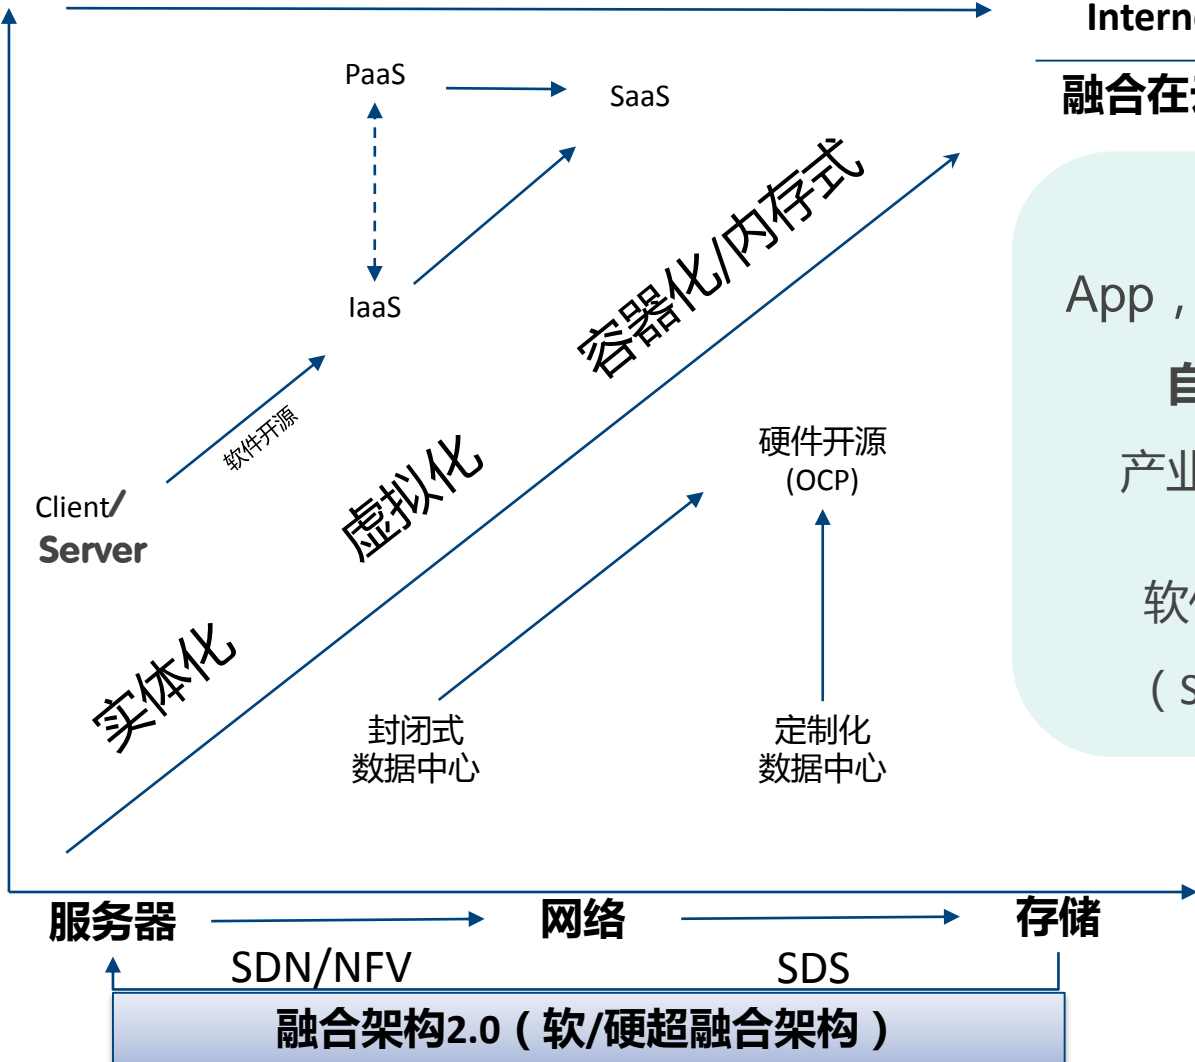 Intern
融合在
PaaS
SaaS
容器化/内存式
IaaS
App，
软件开源
硬件开源
(OCP)
虚拟化
产业
Client/
Server
软
实体化
（S
封闭式
数据中心
定制化
数据中心
服务器
网络
存储
SDN/NFV
SDS
融合架构2.0（软/硬超融合架构）